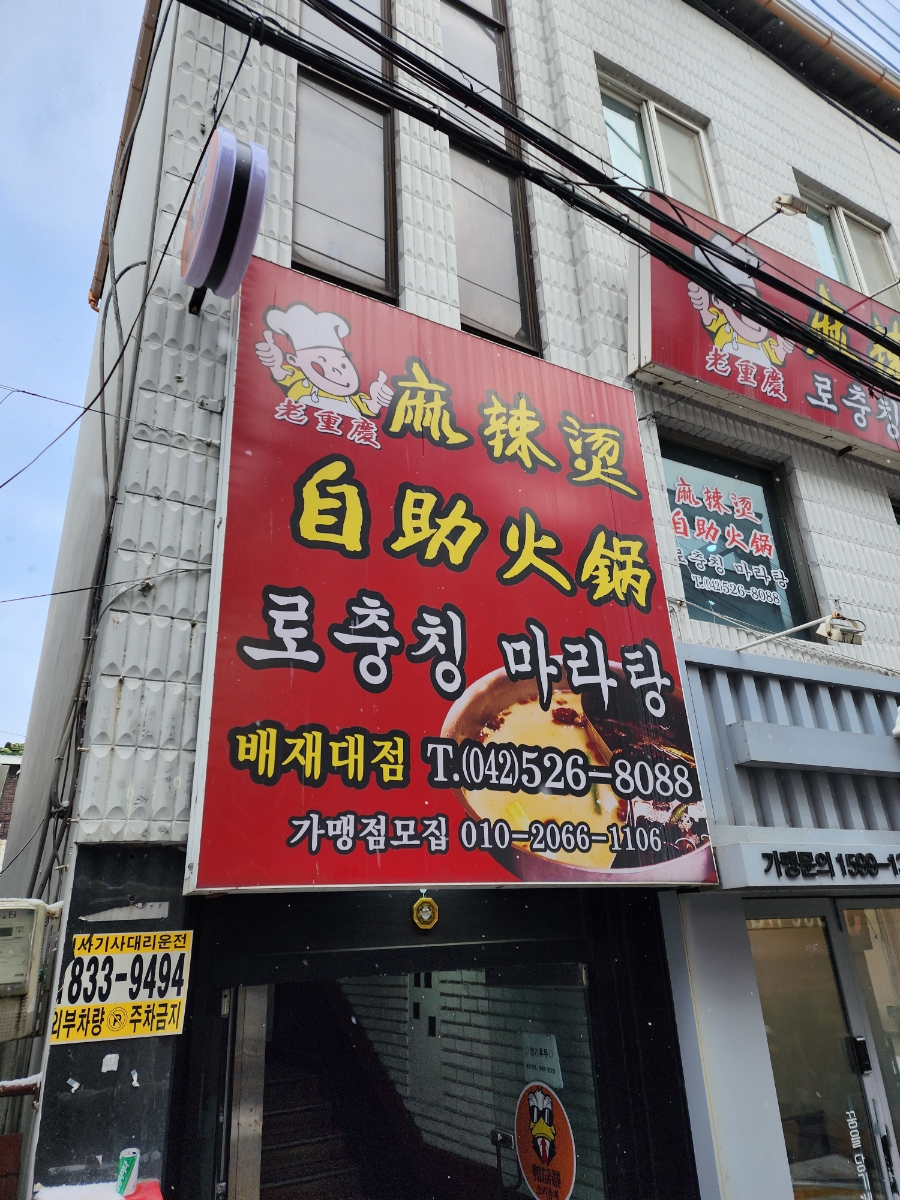 老重慶
麻辣烫
自助火锅
로충칭 마라탕
배재대점 T.(042)526-8088
가맹점모집 010-2066-1106
老重慶
麻
로충칭
麻辣烫
自助火锅
로충칭 마라탕
T.(042)526-8088
가맹문의 1599-1
기사대리운전
833-9494
외부차량 주차금지